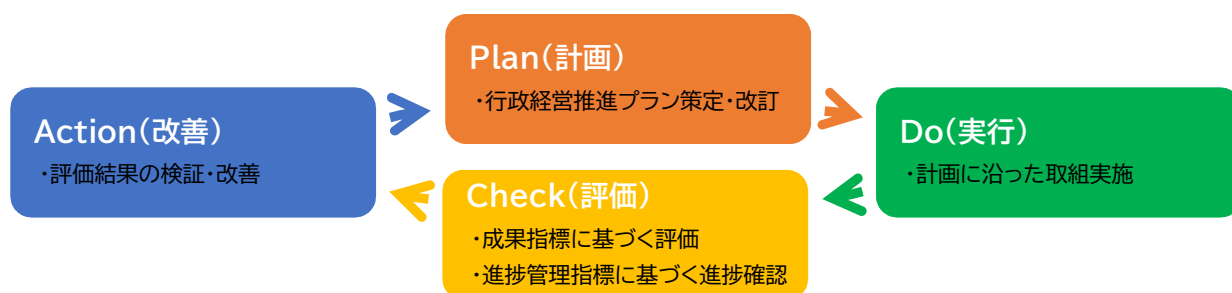 Plan(計画)
・行政経営推進プラン策定・改訂
Action(改善)
・評価結果の検証・改善
Do(実行)
・計画に沿った取組実施
Check(評価)
・成果指標に基づく評価
・進捗管理指標に基づく進捗確認